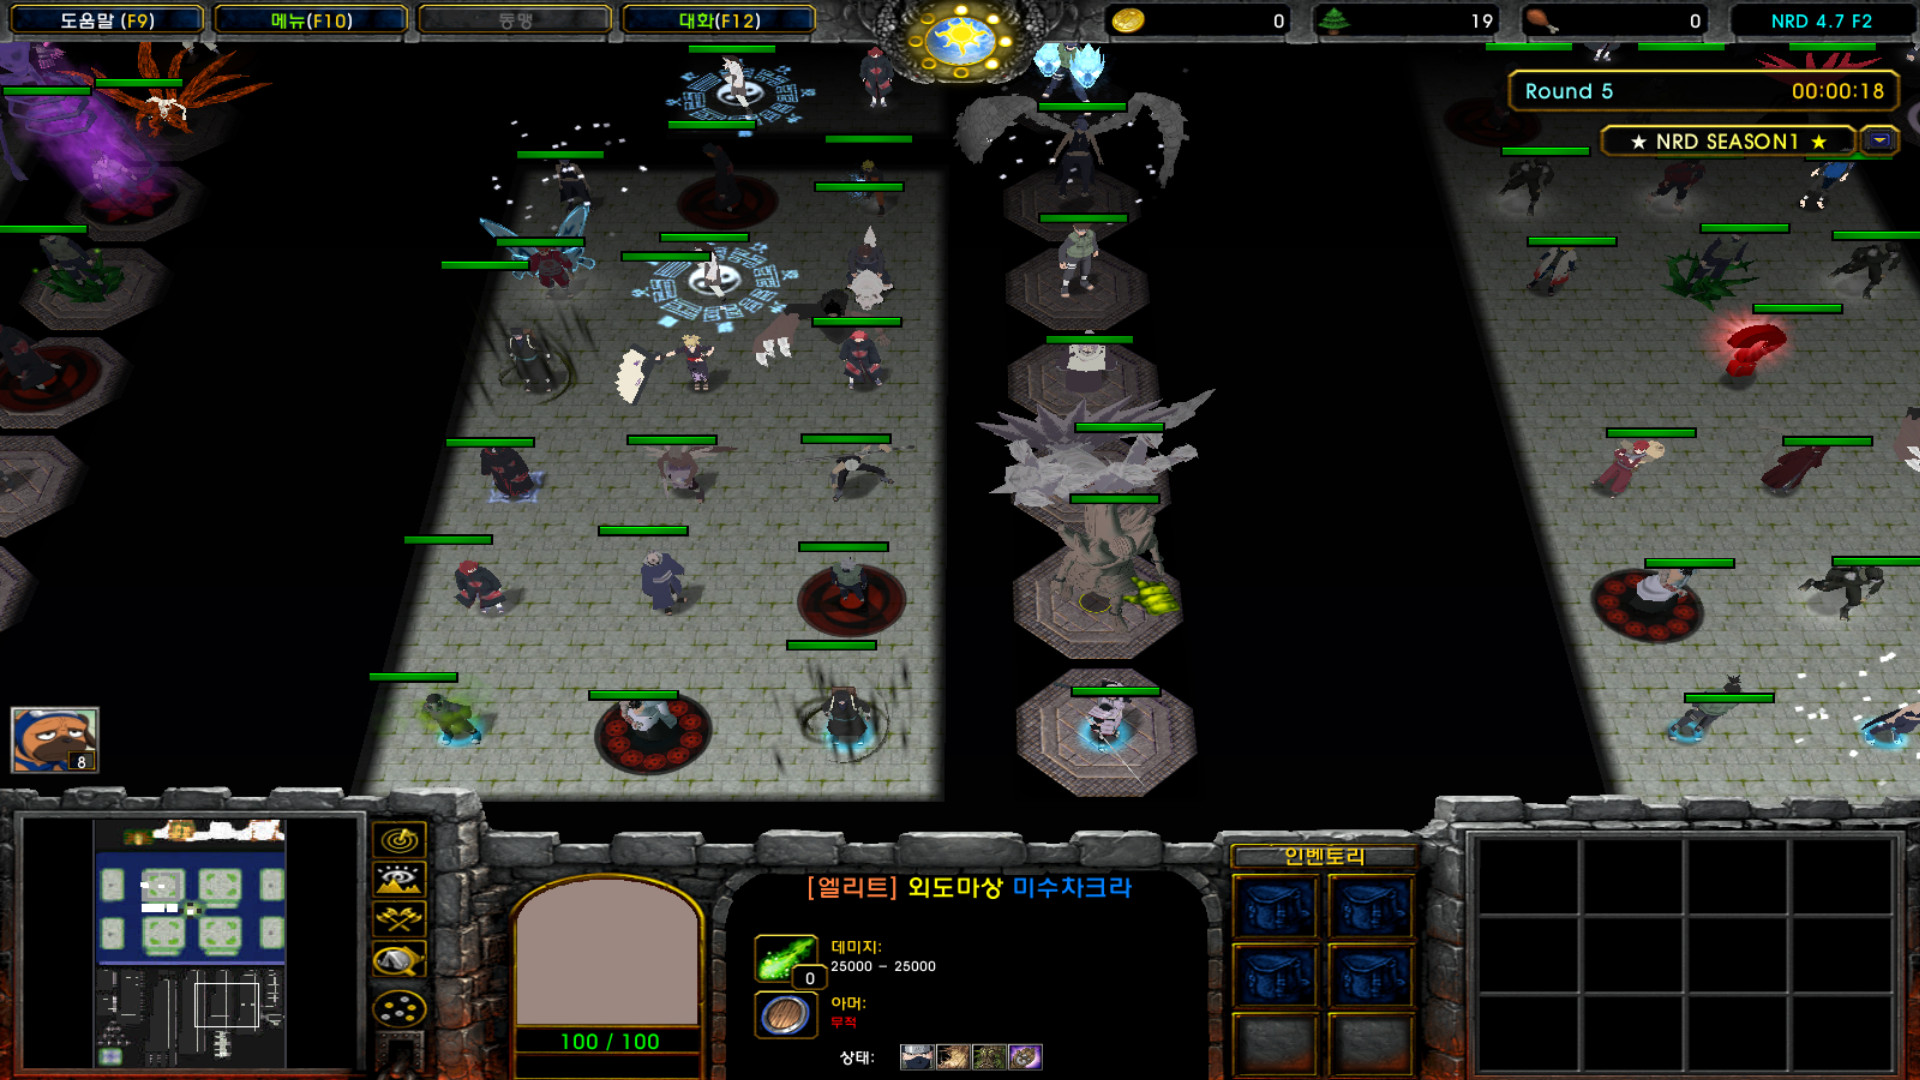 도움말 (F9) 메뉴(F10) 동맹 대화(F12) 0 19 0 NRD 4.7 F2
Round 5 00:00:18
★ NRD SEASON1 ★
8
인벤토리
[엘리트] 외도마상 미수차크라
데미지:
25000 - 25000
0
아머:
무적
100 / 100
상태: